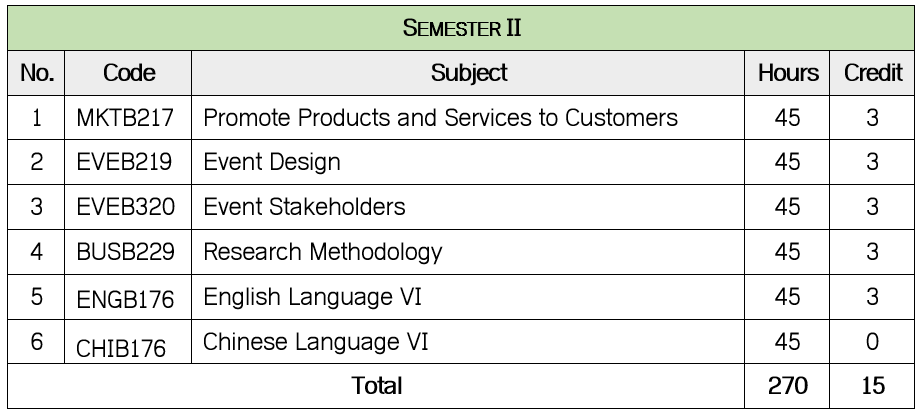 SEMESTER II
No. Code Subject Hours Credit
1 MKTB217 Promote Products and Services to Customers 45 3
2 EVEB219 Event Design 45 3
3 EVEB320 Event Stakeholders 45 3
4 BUSB229 Research Methodology 45 3
5 ENGB176 English Language VI 45 3
6 CHIB176 Chinese Language VI 45 0
Total 270 15